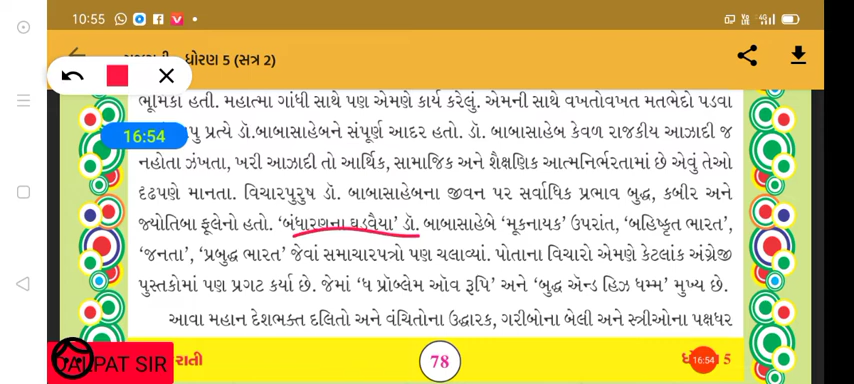 10:55
ધોરણ 5 (સત્ર 2)
ભૂમિકા હતી. મહાત્મા ગાંધી સાથે પણ એમણે કાર્ય કરેલું. એમની સાથે વખતોવખત મતભેદો પડવા
16:54
પ્રત્યે ડૉ.બાબાસાહેબને સંપૂર્ણ આદર હતો. ડૉ. બાબાસાહેબ કેવળ રાજકીય આઝાદી જ
નહોતા ઝંખતા, ખરી આઝાદી તો આર્થિક, સામાજિક અને શૈક્ષણિક આત્મનિર્ભરતામાં છે એવું તેઓ
દૃઢપણે માનતા. વિચારપુરુષ ડૉ. બાબાસાહેબના જીવન પર સર્વાધિક પ્રભાવ બુદ્ધ, કબીર અને
જ્યોતિબા ફૂલેનો હતો. ‘બંધારણના ઘડવૈયા’ ડૉ. બાબાસાહેબે ‘મૂકનાયક’ ઉપરાંત, ‘બહિષ્કૃત ભારત’,
‘જનતા’, ‘પ્રબુદ્ધ ભારત’ જેવાં સમાચારપત્રો પણ ચલાવ્યાં. પોતાના વિચારો એમણે કેટલાંક અંગ્રેજી
પુસ્તકોમાં પણ પ્રગટ કર્યા છે. જેમાં ‘ધ પ્રૉબ્લેમ ઑવ રૂપિ’ અને ‘બુદ્ધ ઍન્ડ હિઝ ધમ્મ’ મુખ્ય છે.
આવા મહાન દેશભક્ત દલિતો અને વંચિતોના ઉદ્ધારક, ગરીબોના બેલી અને સ્ત્રીઓના પક્ષધર
DALPAT SIR
78
16:54
5